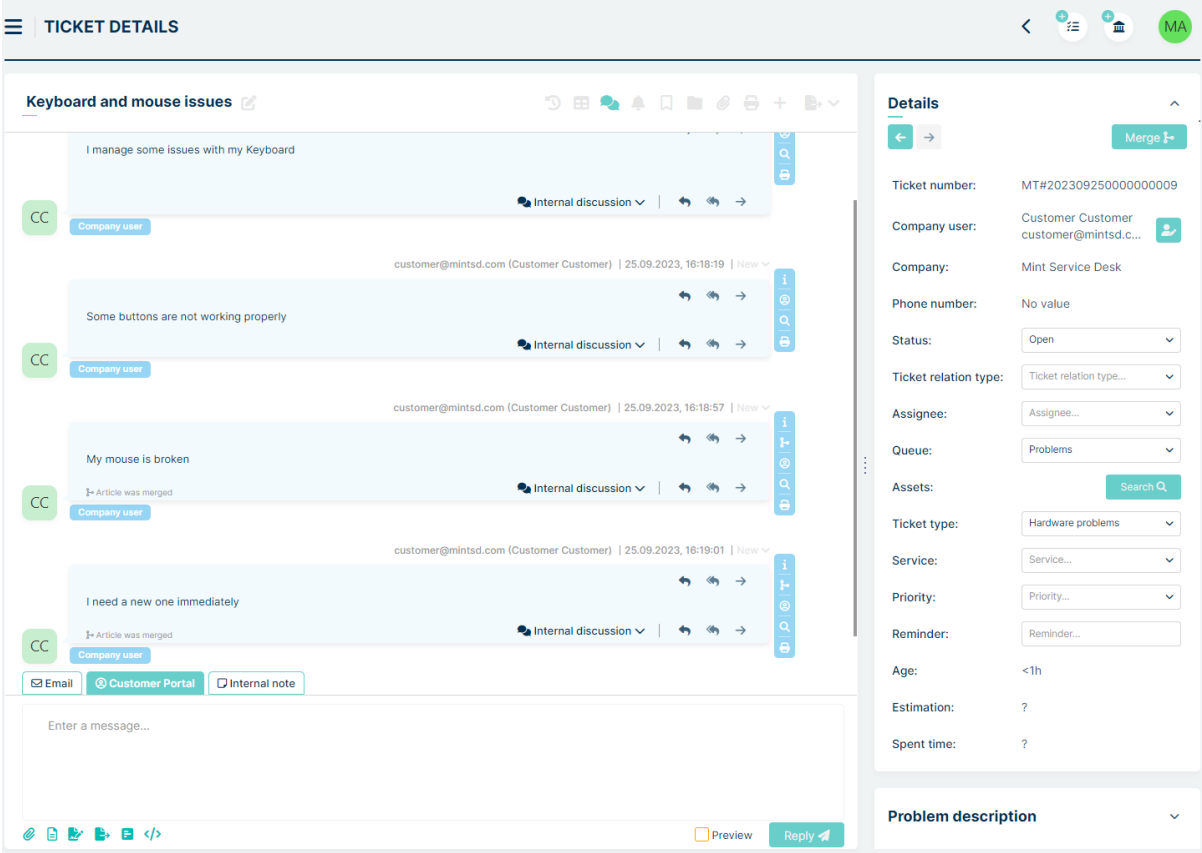 TICKET DETAILS
MA
Keyboard and mouse issues
I manage some issues with my Keyboard
Internal discussion
CC
Company user
customer@mintsd.com (Customer Customer) | 25.09.2023, 16:18:19 | New
Some buttons are not working properly
Internal discussion
CC
Company user
customer@mintsd.com (Customer Customer) | 25.09.2023, 16:18:57 | New
My mouse is broken
Article was merged
Internal discussion
CC
Company user
customer@mintsd.com (Customer Customer) | 25.09.2023, 16:19:01 | New
I need a new one immediately
Article was merged
Internal discussion
CC
Company user
Email
Customer Portal
Internal note
Enter a message...
Preview
Reply
Details
Merge
Ticket number: MT#202309250000000009
Company user: Customer Customer
customer@mintsd.c...
Company: Mint Service Desk
Phone number: No value
Status: Open
Ticket relation type: Ticket relation type...
Assignee: Assignee...
Queue: Problems
Assets: Search
Ticket type: Hardware problems
Service: Service...
Priority: Priority...
Reminder: Reminder...
Age: <1h
Estimation: ?
Spent time: ?
Problem description